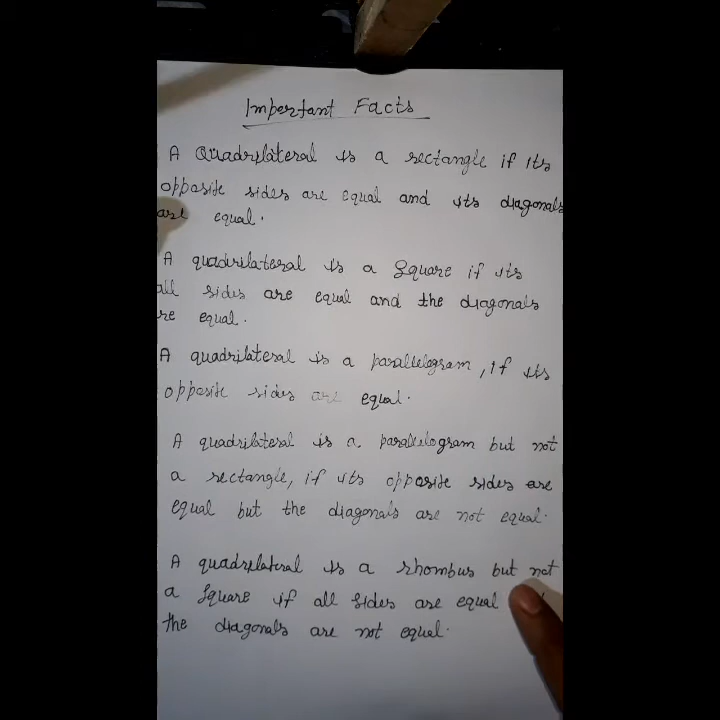 Important Facts
A Quadrilateral is a rectangle if its
opposite sides are equal and its diagonals
are equal.
A quadrilateral is a Square if its
all sides are equal and the diagonals
re equal.
A quadrilateral is a parallelogram, if its
opposite sides are equal.
A quadrilateral is a parallelogram but not
a rectangle, if its opposite sides are
equal but the diagonals are not equal.
A quadrilateral is a rhombus but not
a square if all sides are equal
the diagonals are not equal.